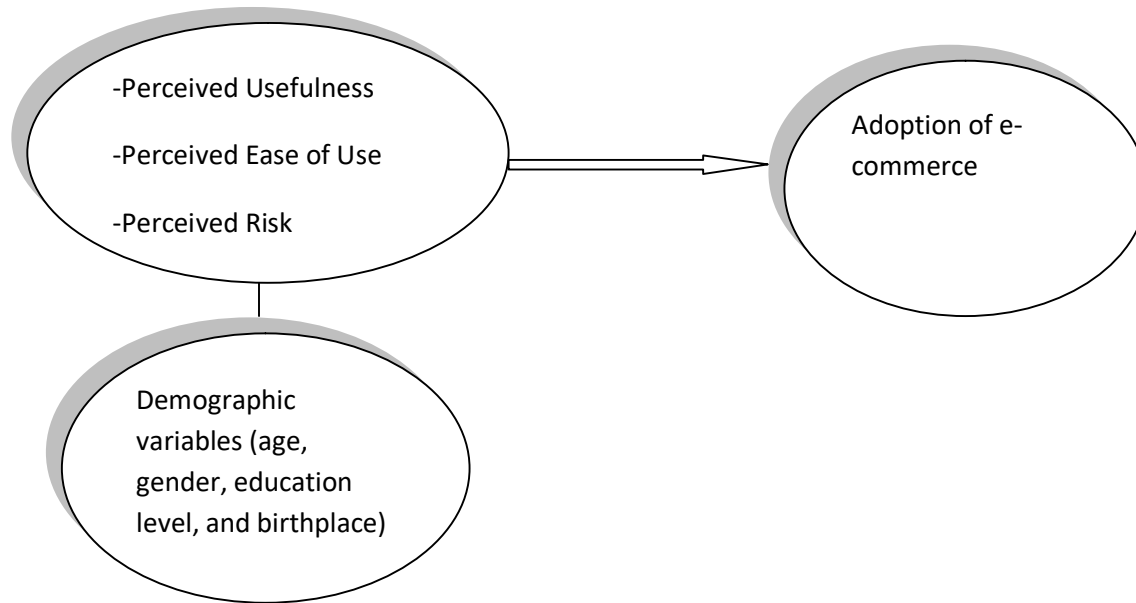 -Perceived Usefulness
-Perceived Ease of Use
-Perceived Risk
Adoption of e-
commerce
Demographic
variables (age,
gender, education
level, and birthplace)